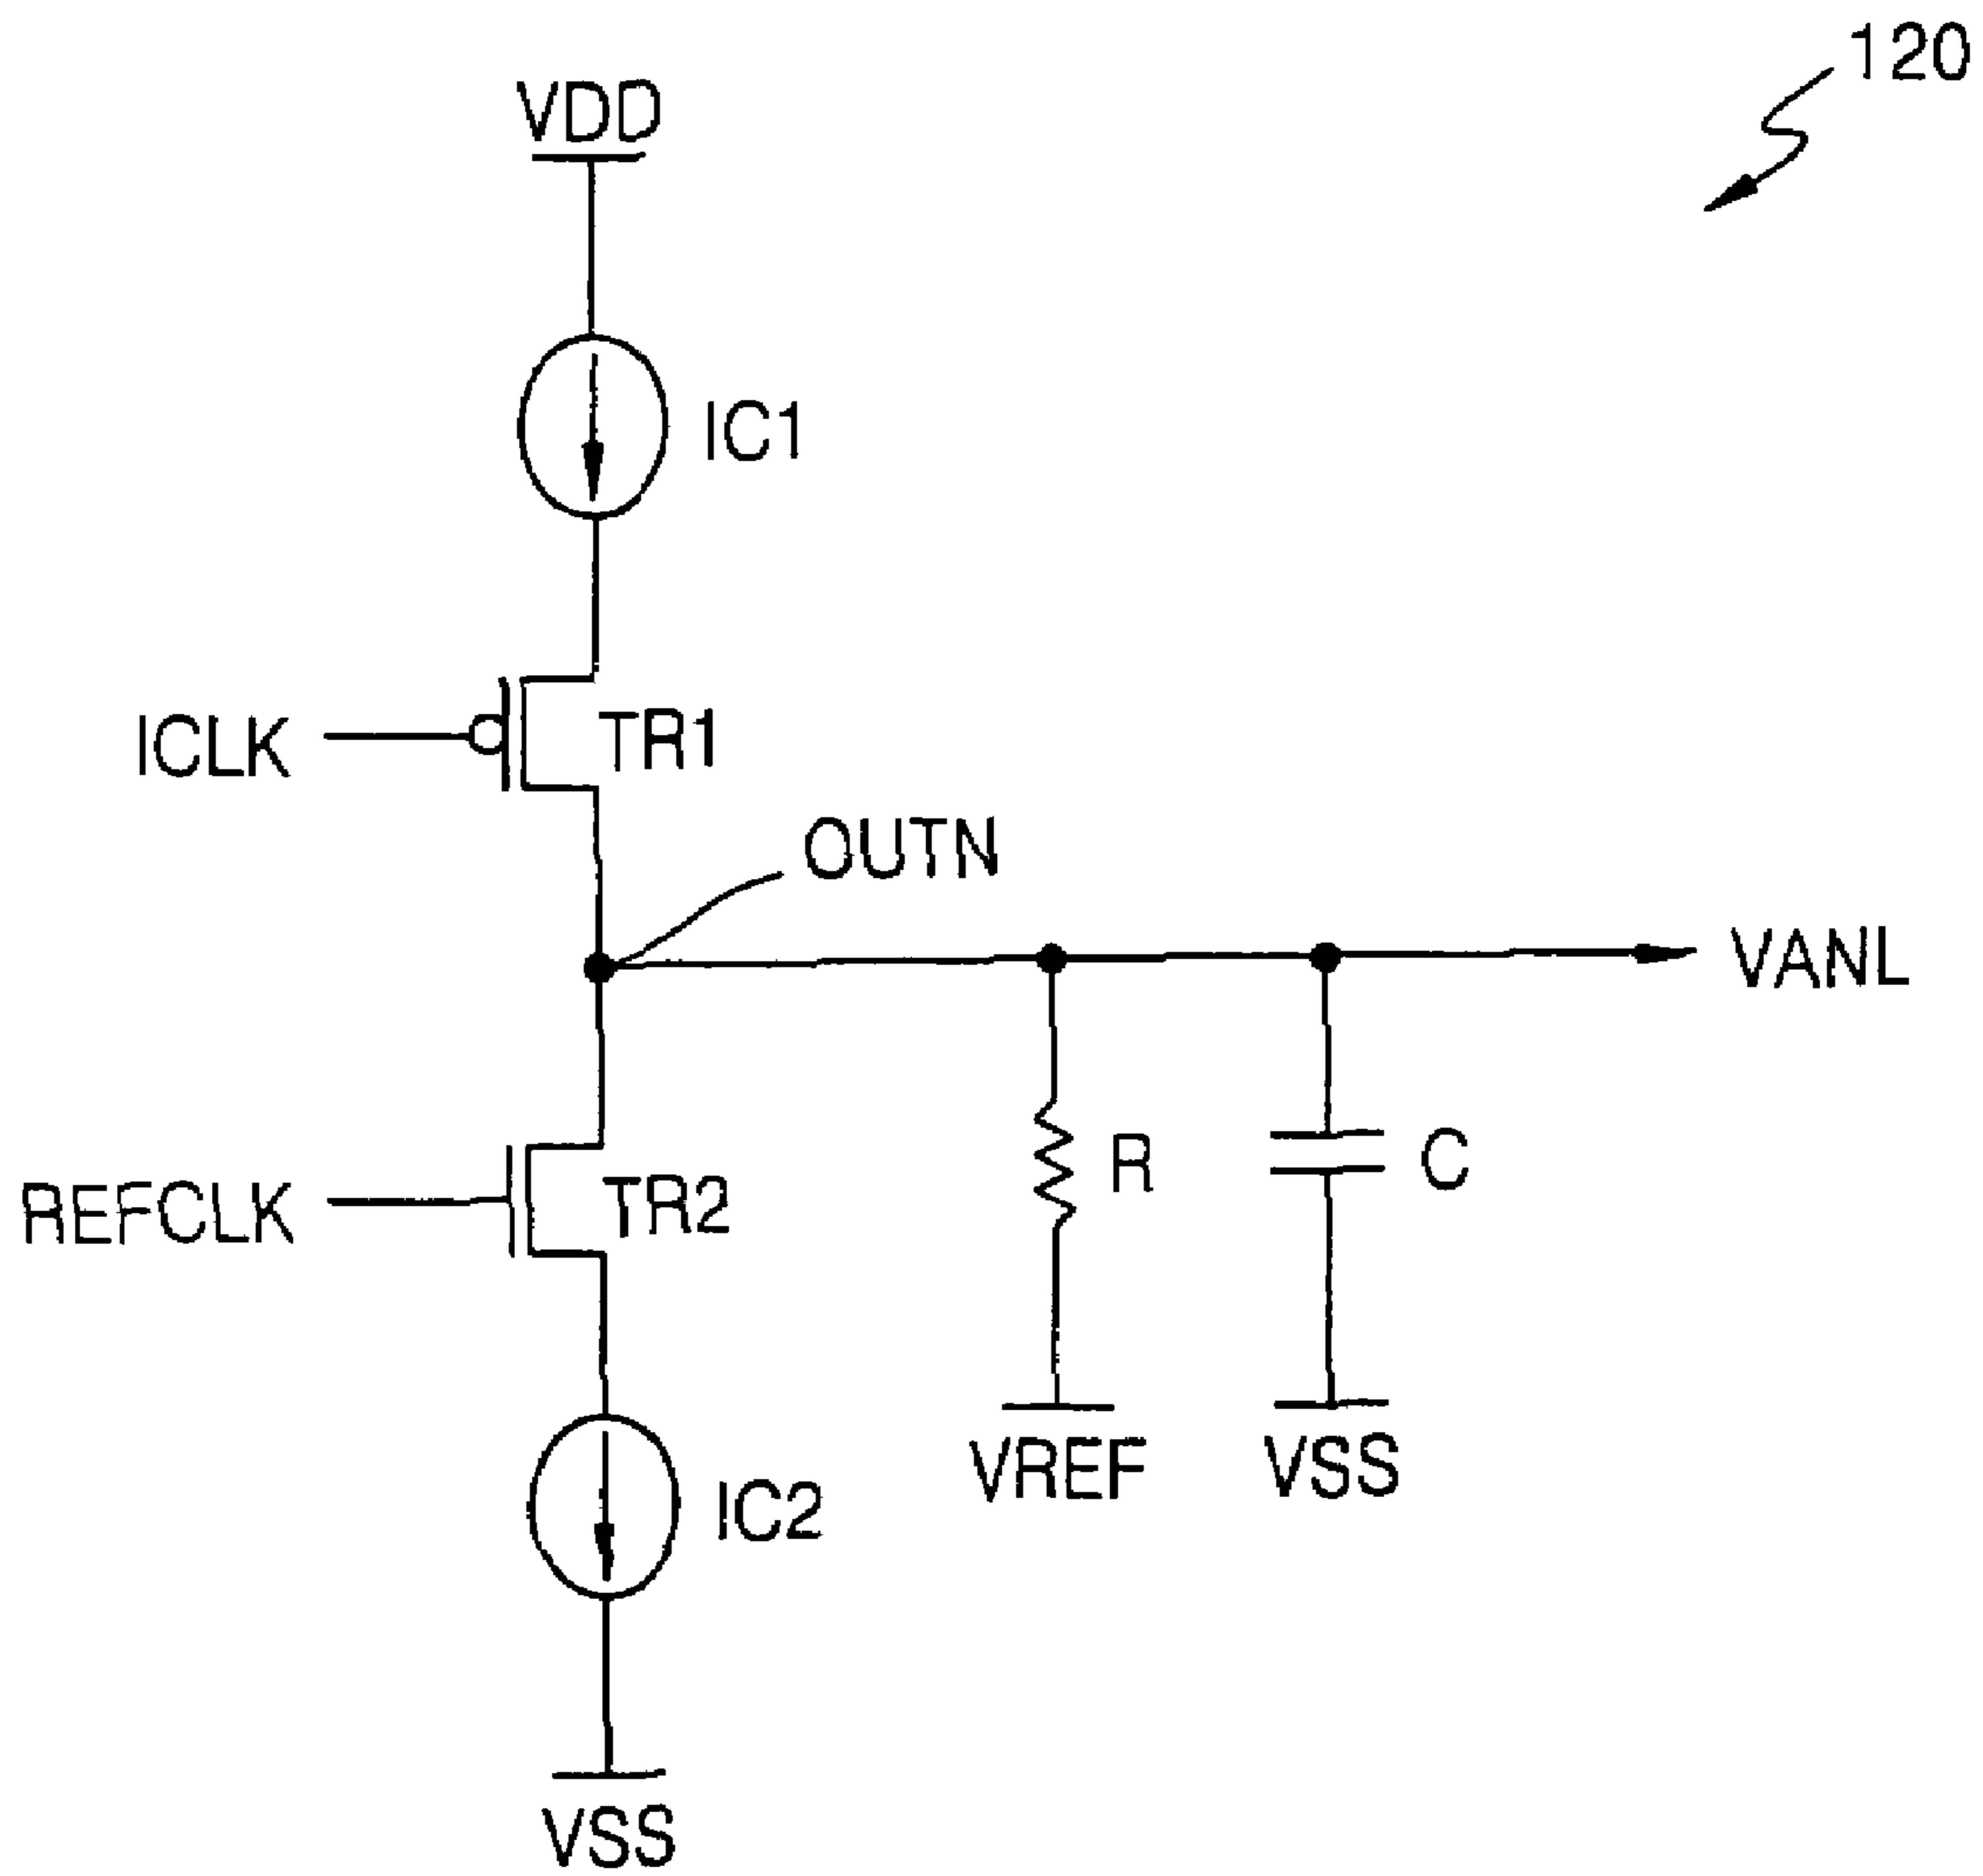 120
VDD
IC1
ICLK
TR1
OUTN
VANL
REFCLK
TR2
R
C
IC2
VREF
VSS
VSS